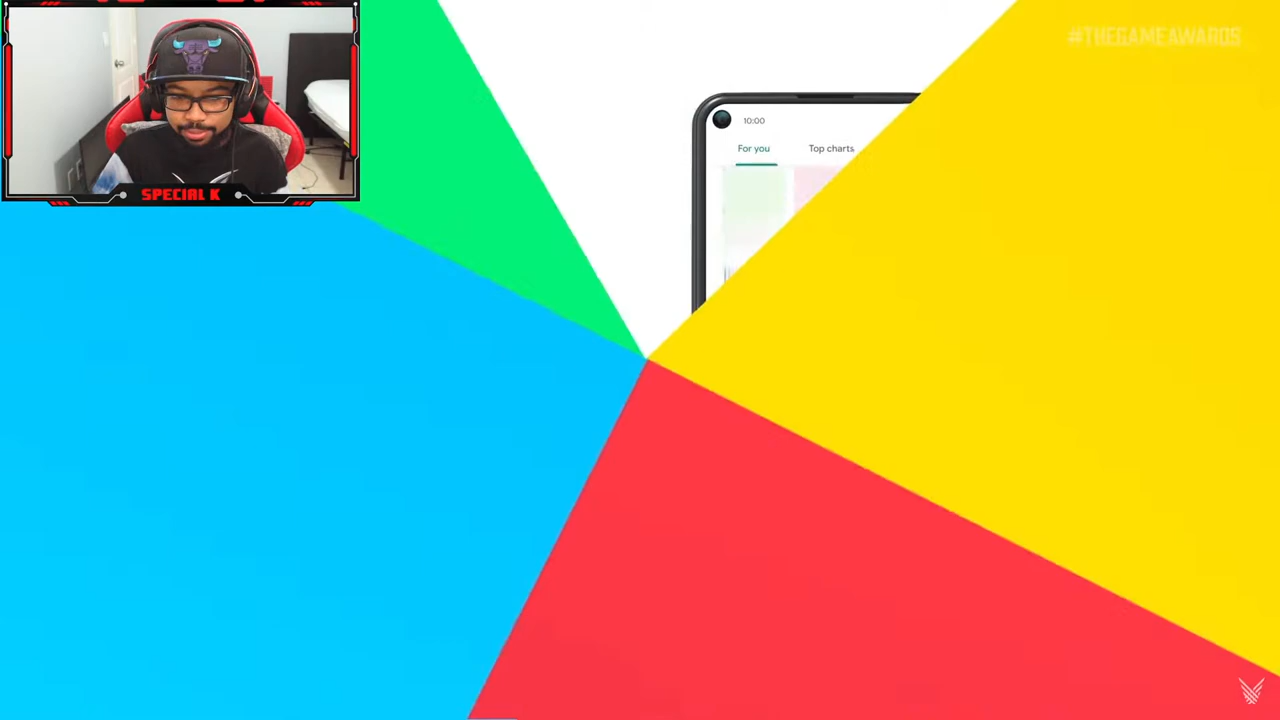 #THEGAMEAWARDS
10:00
For you
Top charts
SPECIAL K